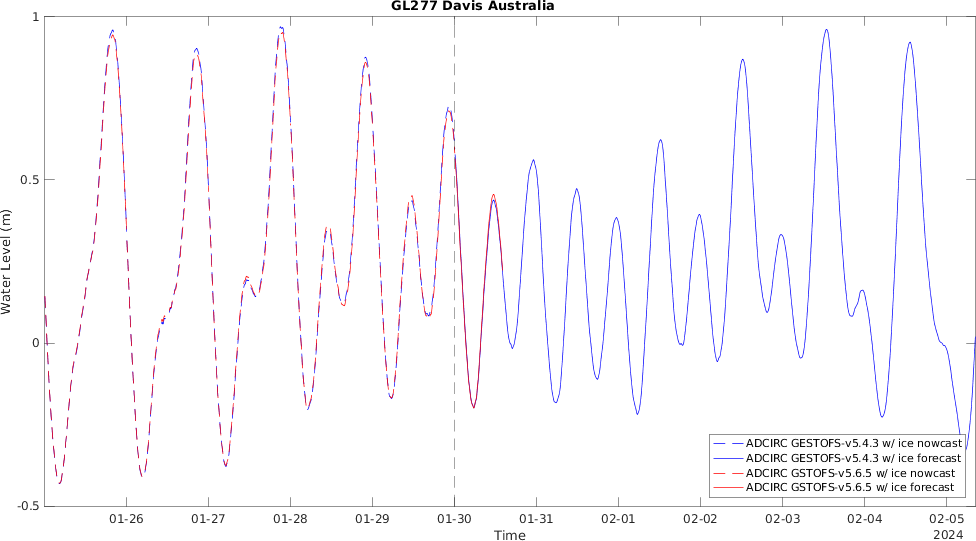 GL277 Davis Australia
1
0.5
0
-0.5
Water Level (m)
01-26
01-27
01-28
01-29
01-30
01-31
02-01
02-02
02-03
02-04
02-05
Time
2024
ADCIRC GESTOFS-v5.4.3 w/ ice nowcast
ADCIRC GESTOFS-v5.4.3 w/ ice forecast
ADCIRC GSTOFS-v5.6.5 w/ ice nowcast
ADCIRC GSTOFS-v5.6.5 w/ ice forecast